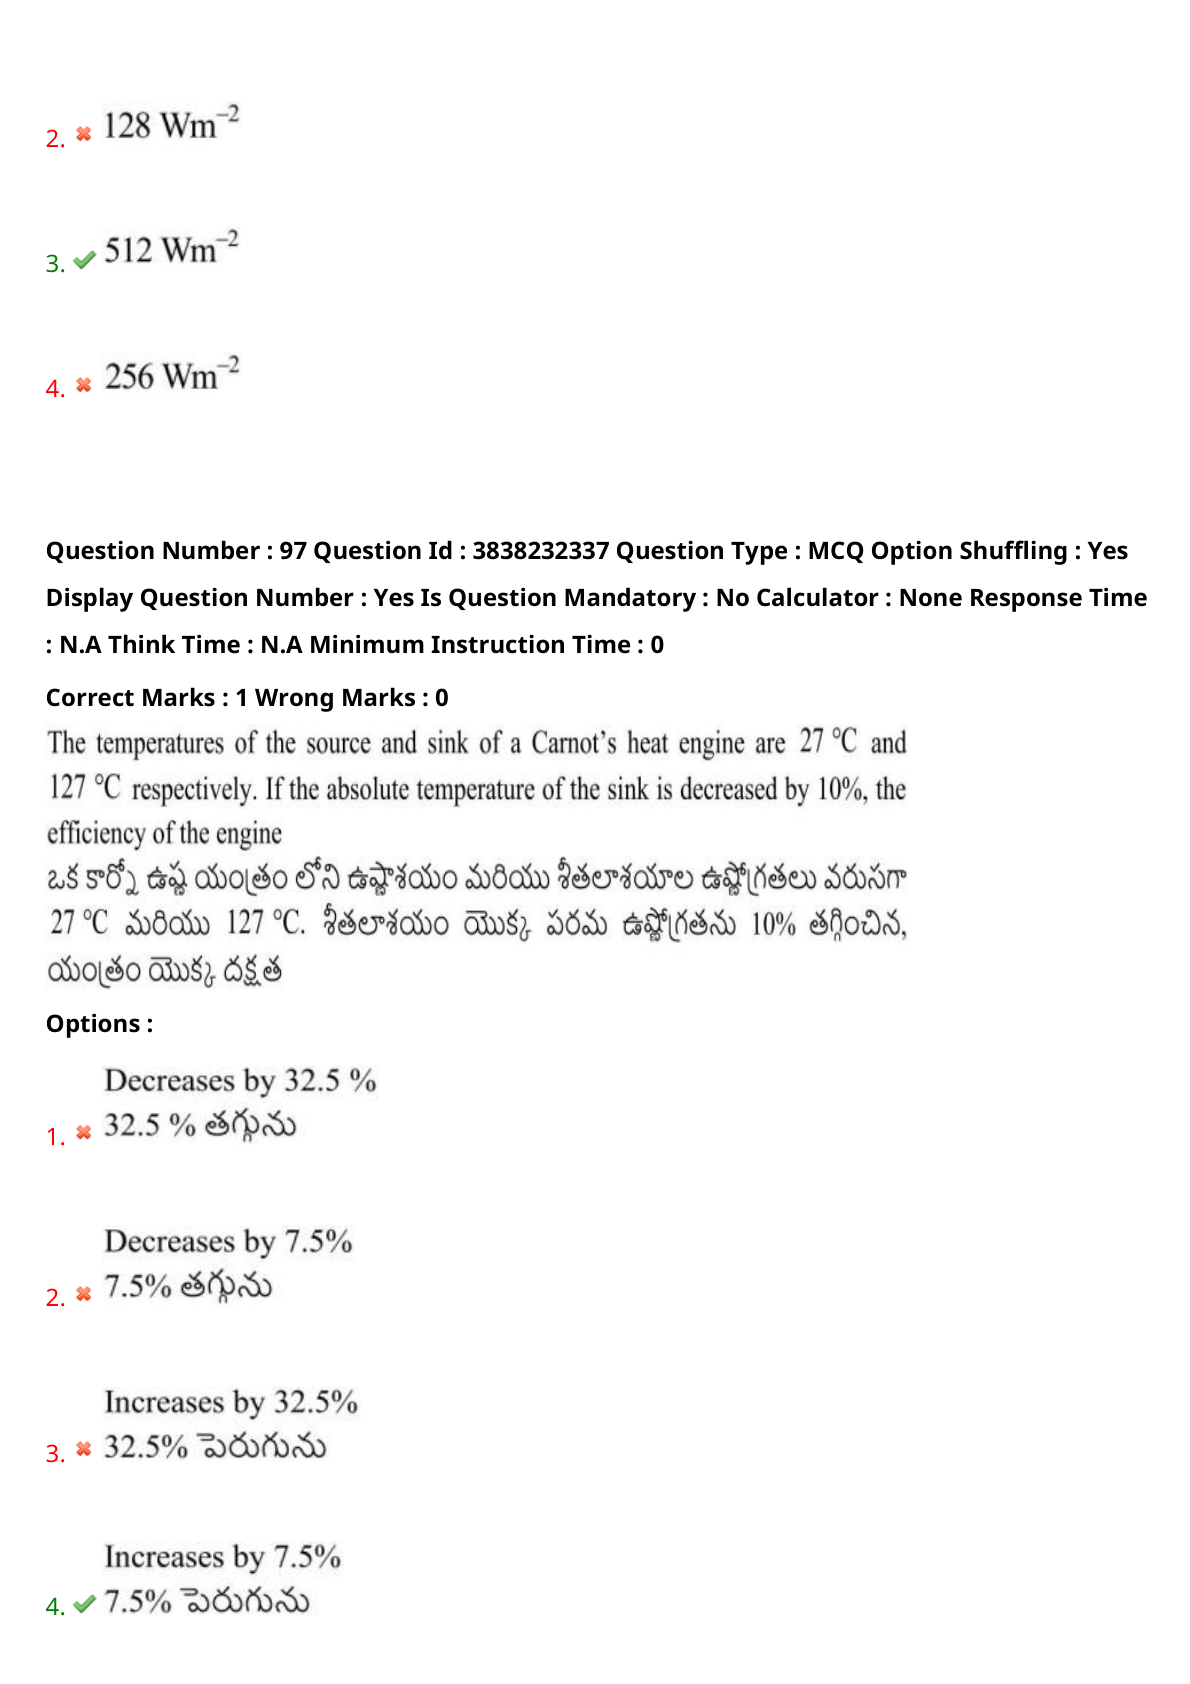 2. 128 Wm⁻²
3. 512 Wm⁻²
4. 256 Wm⁻²
Question Number : 97 Question Id : 3838232337 Question Type : MCQ Option Shuffling : Yes
Display Question Number : Yes Is Question Mandatory : No Calculator : None Response Time
: N.A Think Time : N.A Minimum Instruction Time : 0
Correct Marks : 1 Wrong Marks : 0
The temperatures of the source and sink of a Carnot's heat engine are 27 °C and
127 °C respectively. If the absolute temperature of the sink is decreased by 10%, the
efficiency of the engine
ఒక కార్నో ఉష్ణ యంత్రం లోని ఉష్ణాశయం మరియు శీతలాశయాల ఉష్ణోగ్రతలు వరుసగా
27 °C మరియు 127 °C. శీతలాశయం యొక్క పరమ ఉష్ణోగ్రతను 10% తగ్గించిన,
యంత్రం యొక్క దక్షత
Options :
Decreases by 32.5 %
1. 32.5 % తగ్గును
Decreases by 7.5%
2. 7.5% తగ్గును
Increases by 32.5%
3. 32.5% పెరుగును
Increases by 7.5%
4. 7.5% పెరుగును